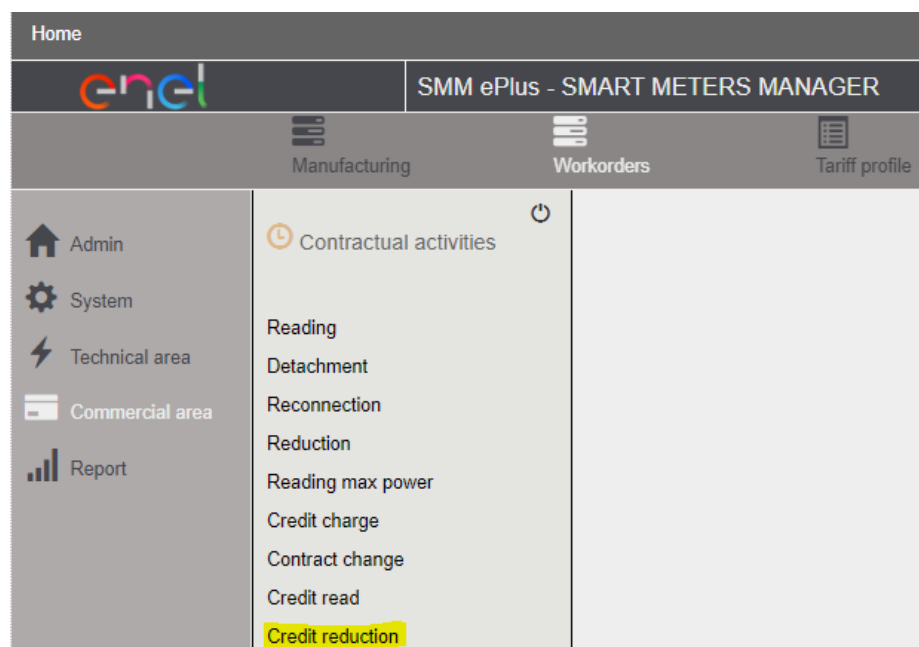 Home
enel
SMM ePlus - SMART METERS MANAGER
Manufacturing
Workorders
Tariff profile
Admin
System
Technical area
Commercial area
Report
Contractual activities
Reading
Detachment
Reconnection
Reduction
Reading max power
Credit charge
Contract change
Credit read
Credit reduction